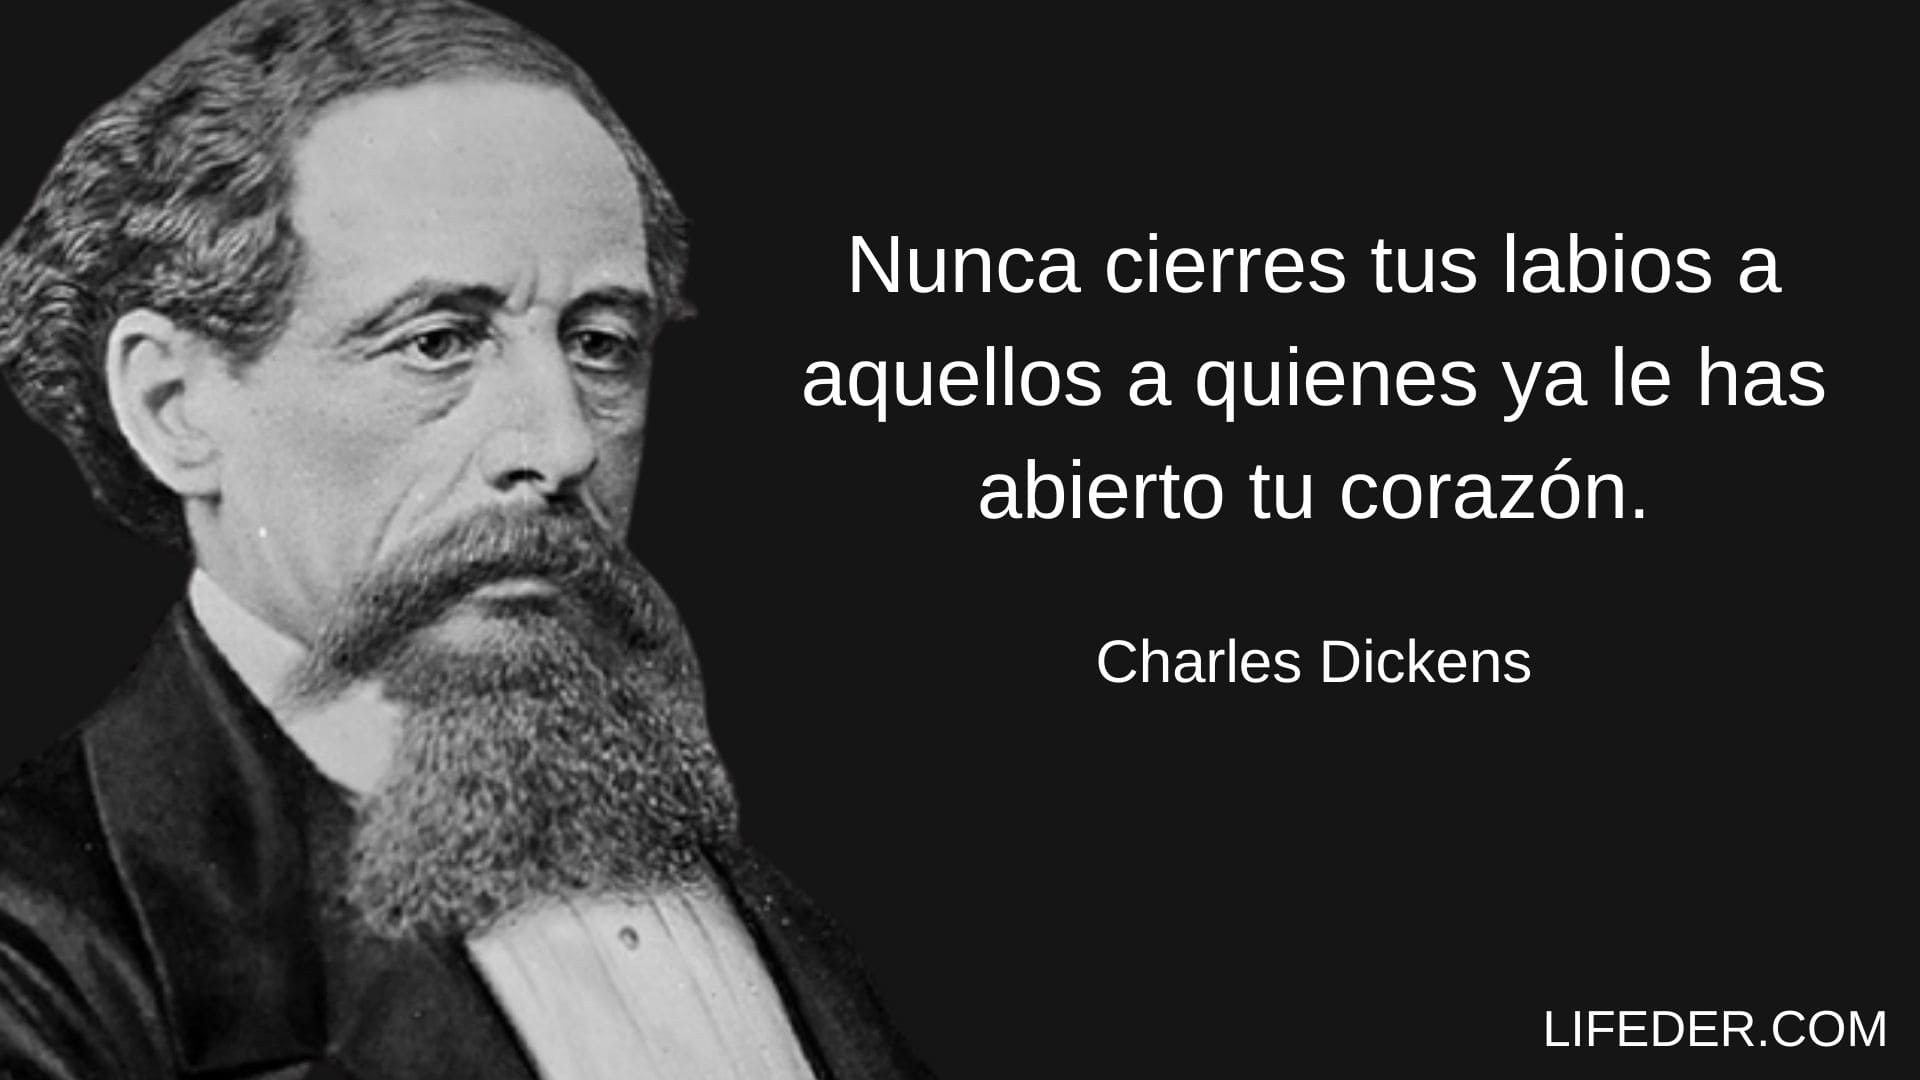 Nunca cierres tus labios a
aquellos a quienes ya le has
abierto tu corazón.
Charles Dickens
LIFEDER.COM